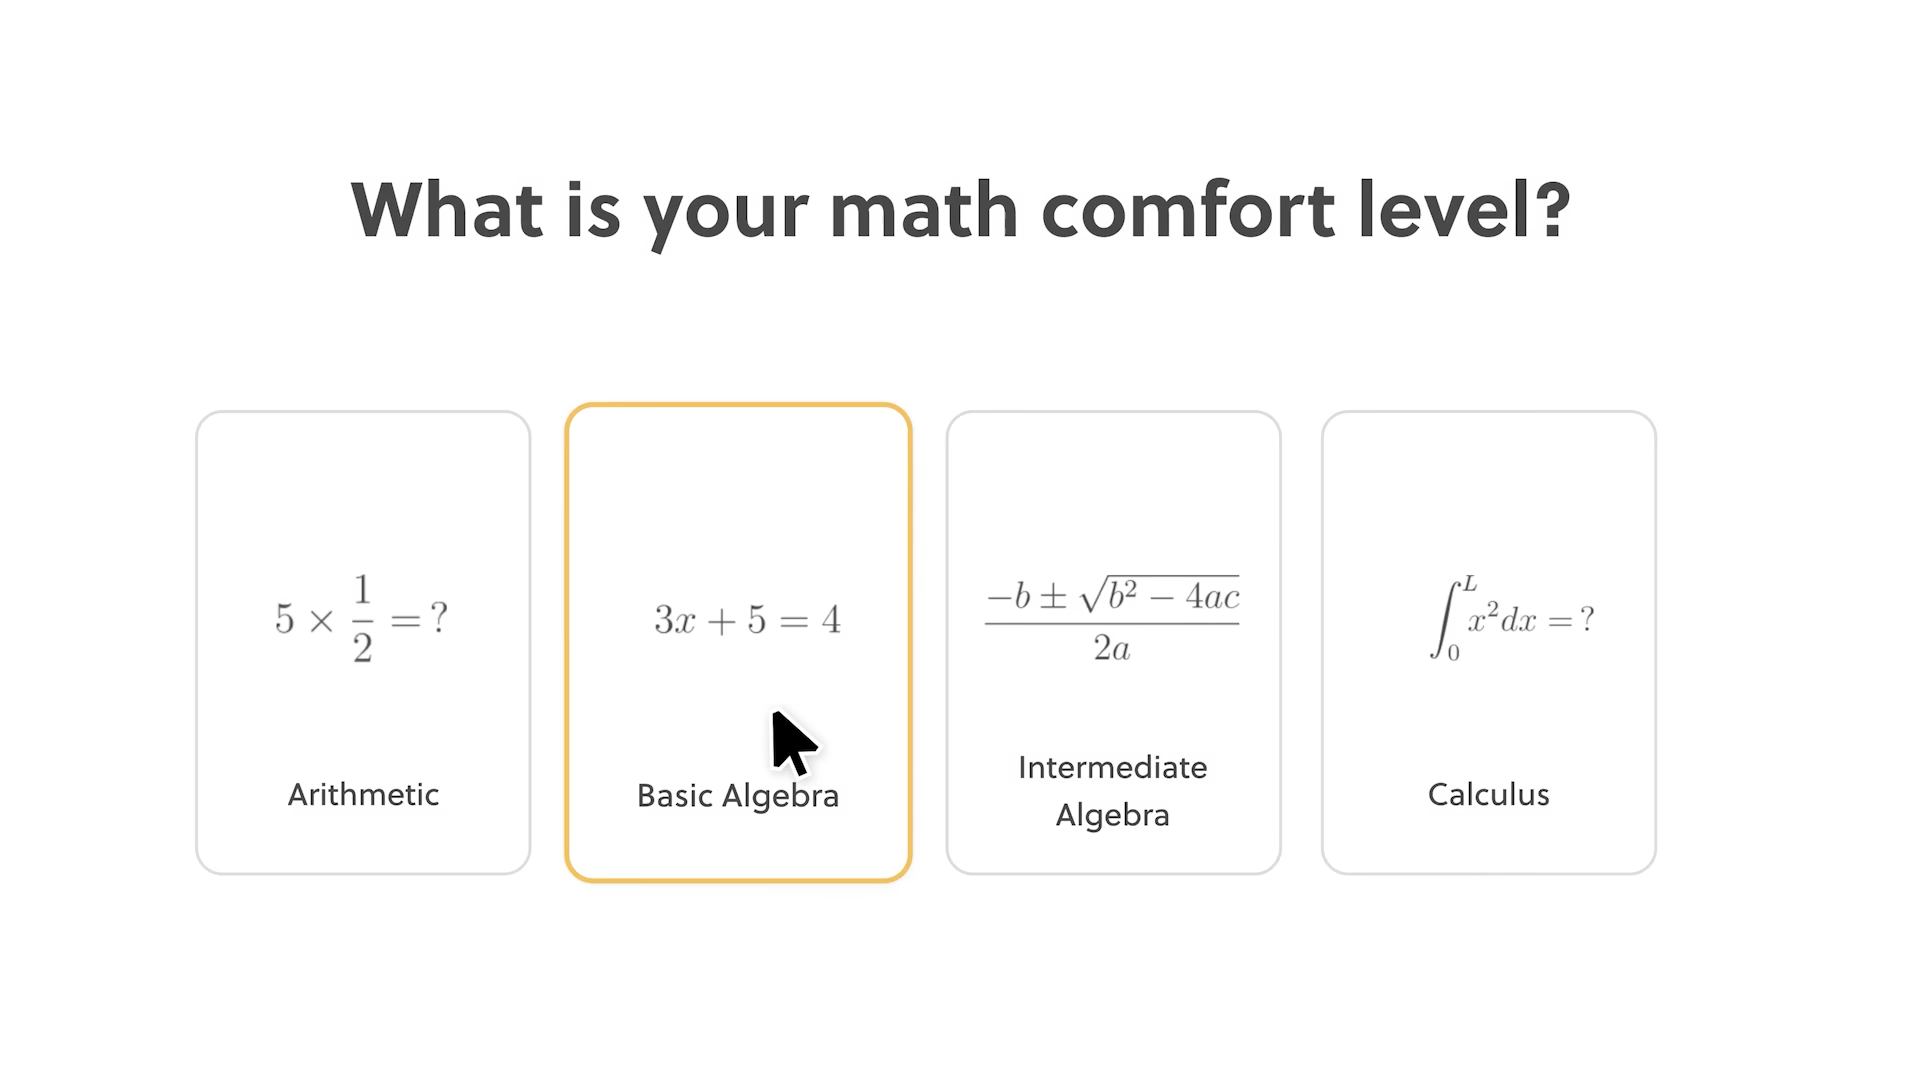 What is your math comfort level?
5 × 1/2 = ?
Arithmetic
3x + 5 = 4
Basic Algebra
−b ± √(b² − 4ac)
2a
Intermediate
Algebra
∫₀ᴸ x²dx = ?
Calculus